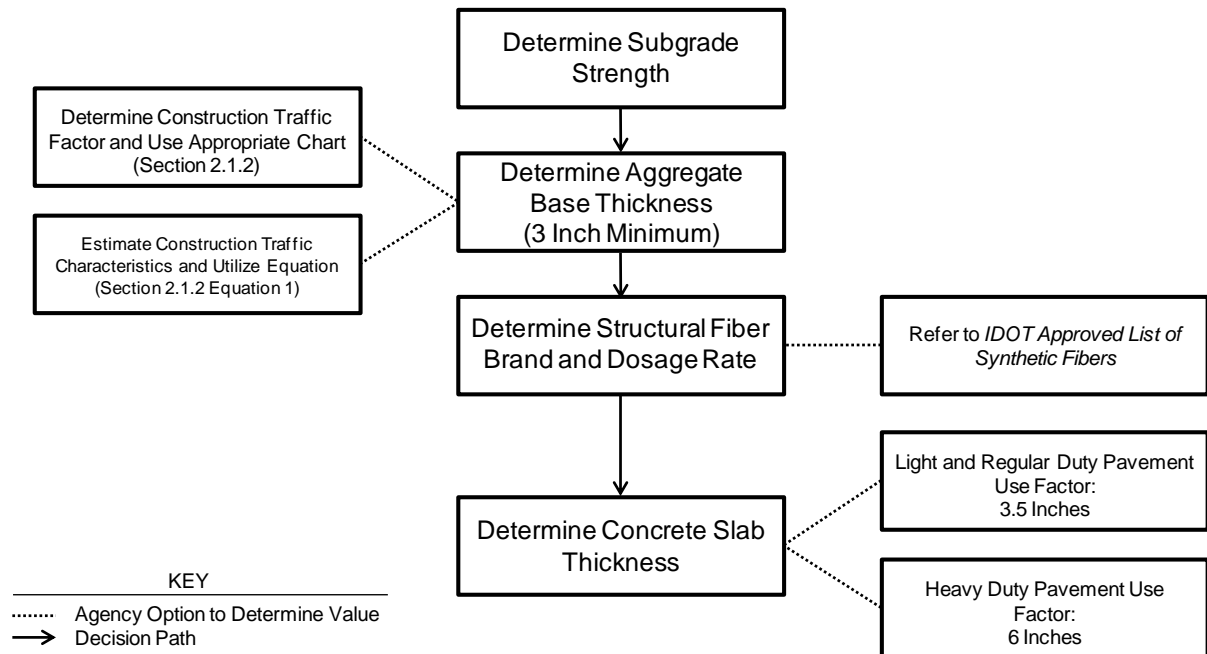 Determine Subgrade
Strength
Determine Construction Traffic
Factor and Use Appropriate Chart
(Section 2.1.2)
Determine Aggregate
Base Thickness
(3 Inch Minimum)
Estimate Construction Traffic
Characteristics and Utilize Equation
(Section 2.1.2 Equation 1)
Determine Structural Fiber
Brand and Dosage Rate
Refer to IDOT Approved List of
Synthetic Fibers
Light and Regular Duty Pavement
Use Factor:
3.5 Inches
Determine Concrete Slab
Thickness
Heavy Duty Pavement Use
Factor:
6 Inches
KEY
Agency Option to Determine Value
Decision Path